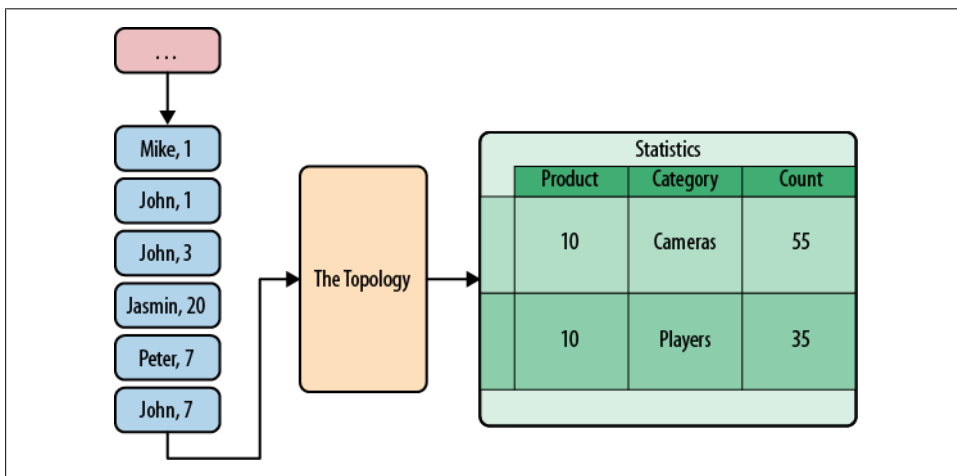 ...
Mike, 1
John, 1
John, 3
Jasmin, 20
Peter, 7
John, 7
The Topology
Statistics
Product Category Count
10 Cameras 55
10 Players 35